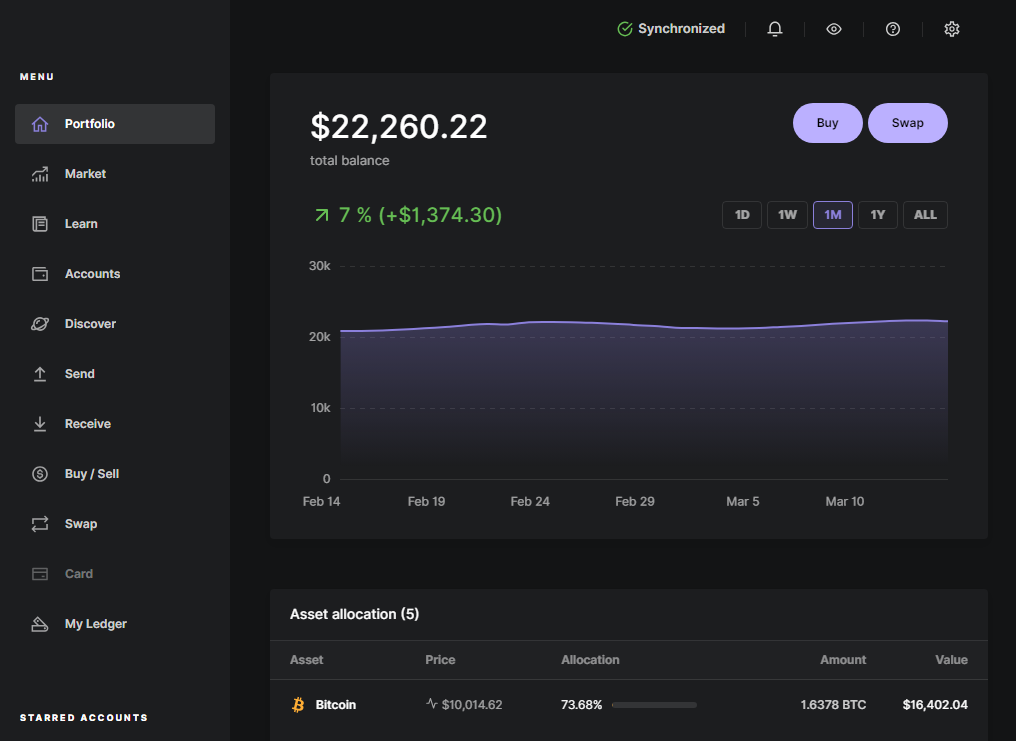 Synchronized
MENU
Portfolio
Market
Learn
Accounts
Discover
Send
Receive
Buy / Sell
Swap
Card
My Ledger
STARRED ACCOUNTS
$22,260.22
total balance
Buy Swap
7 % (+$1,374.30)
1D 1W 1M 1Y ALL
30k
20k
10k
0
Feb 14 Feb 19 Feb 24 Feb 29 Mar 5 Mar 10
Asset allocation (5)
Asset Price Allocation Amount Value
Bitcoin $10,014.62 73.68% 1.6378 BTC $16,402.04